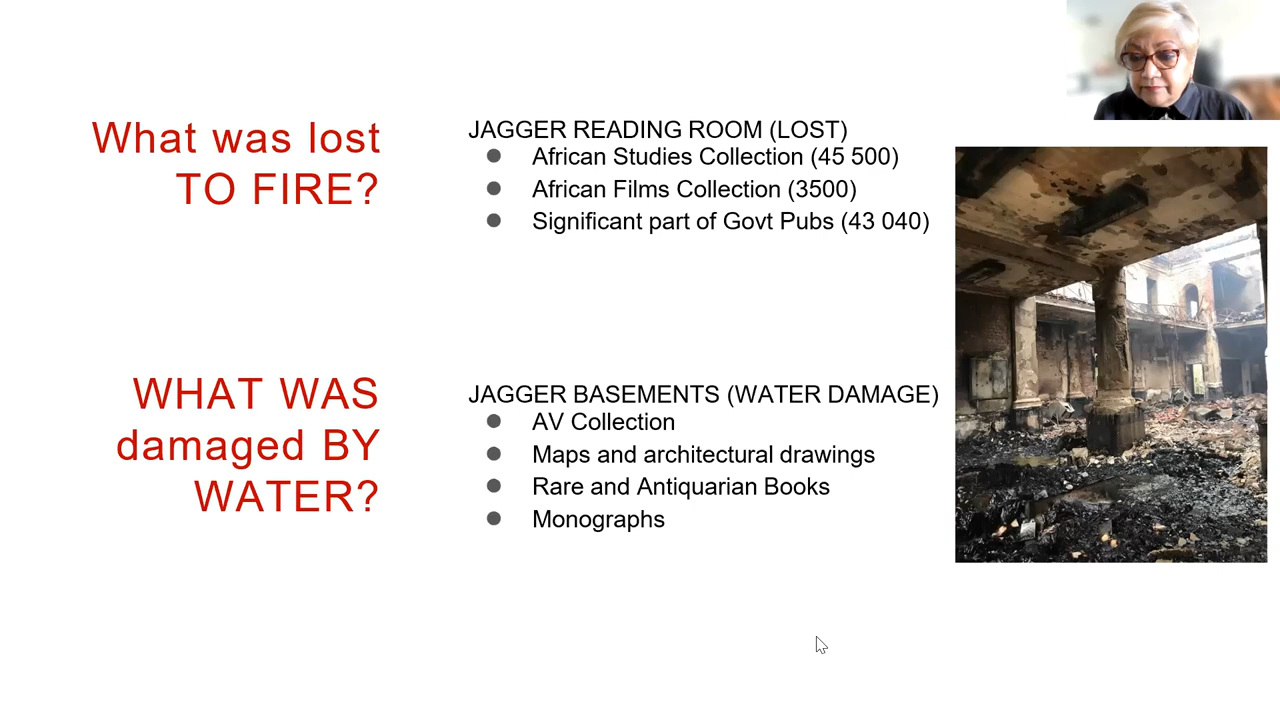 What was lost
TO FIRE?
JAGGER READING ROOM (LOST)
● African Studies Collection (45 500)
● African Films Collection (3500)
● Significant part of Govt Pubs (43 040)
WHAT WAS
damaged BY
WATER?
JAGGER BASEMENTS (WATER DAMAGE)
● AV Collection
● Maps and architectural drawings
● Rare and Antiquarian Books
● Monographs